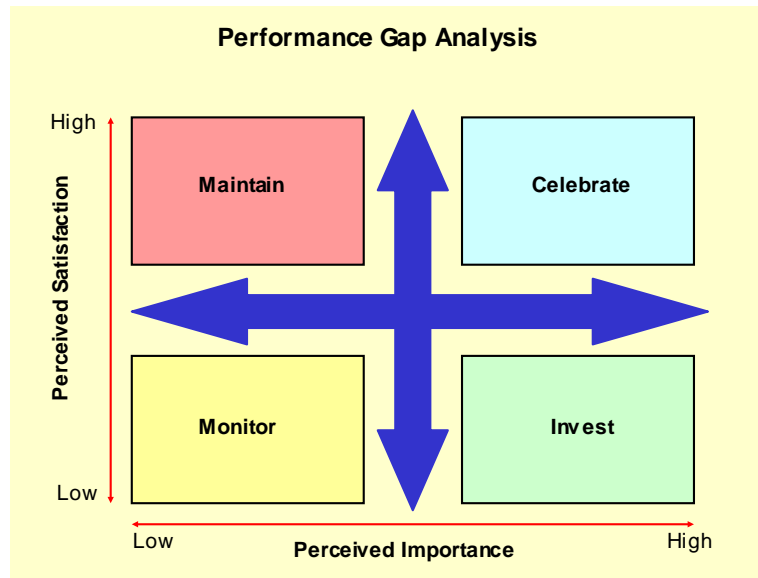 Performance Gap Analysis
High
Maintain
Celebrate
Perceived Satisfaction
Monitor
Invest
Low
Low
Perceived Importance
High